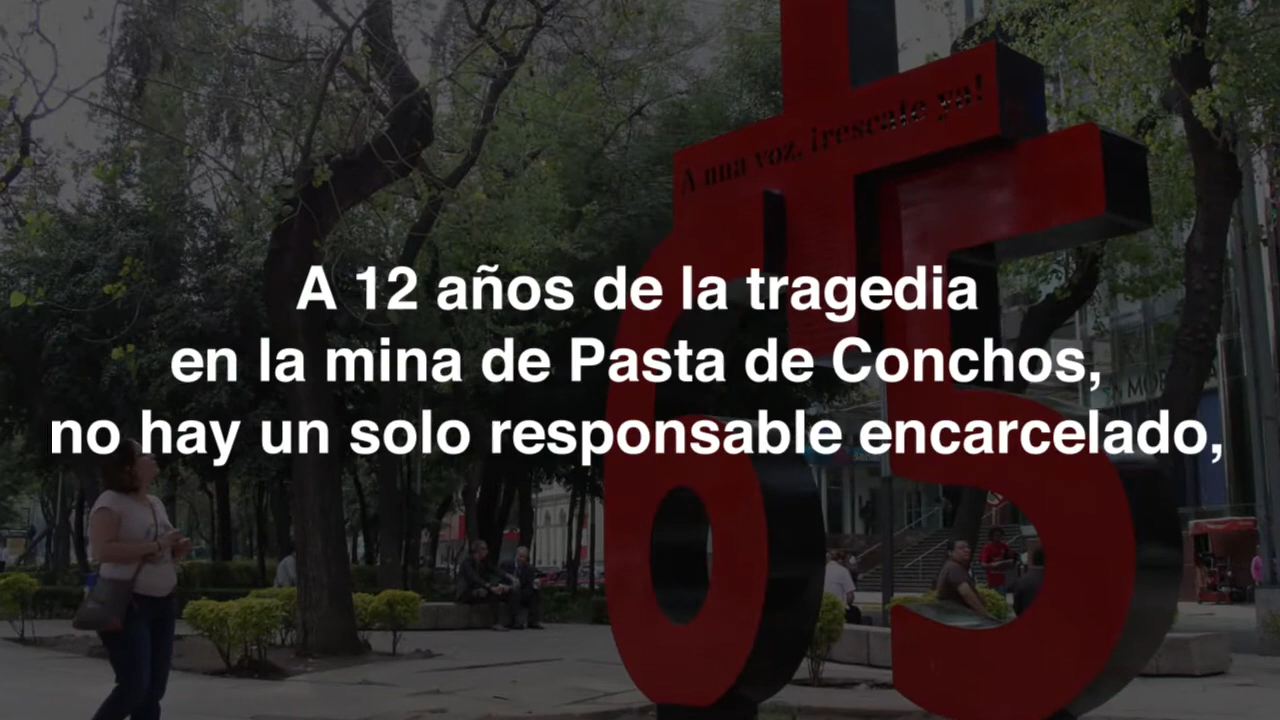 A una voz, ¡rescate ya!
A 12 años de la tragedia
en la mina de Pasta de Conchos,
no hay un solo responsable encarcelado,